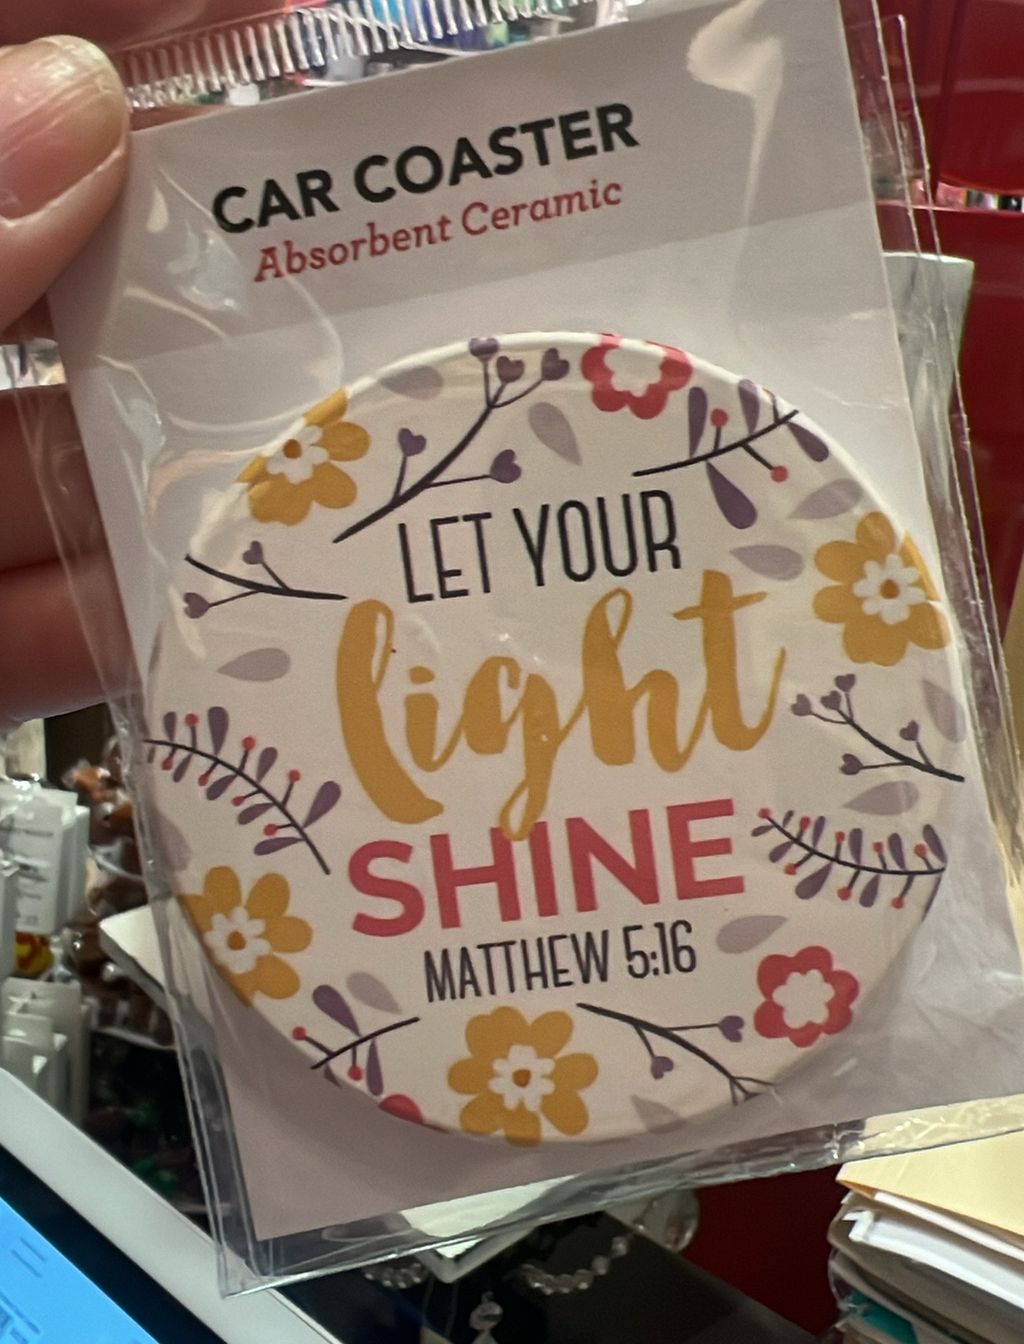 CAR COASTER
Absorbent Ceramic
LET YOUR
light
SHINE
MATTHEW 5:16